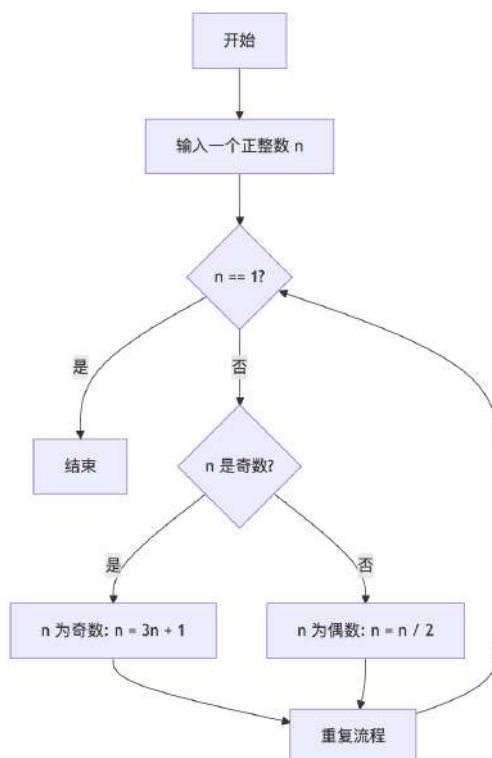 开始
输入一个正整数 n
n == 1?
是
否
结束
n 是奇数?
是
否
n 为奇数: n = 3n + 1
n 为偶数: n = n / 2
重复流程